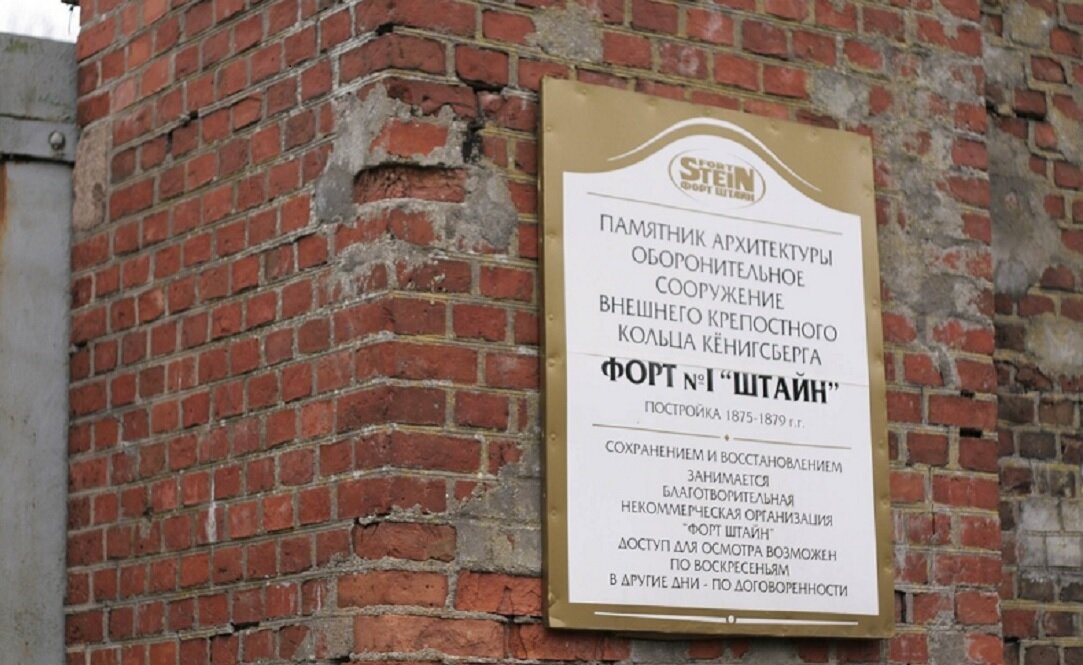 FORT
STEIN
ФОРТ ШТАЙН
ПАМЯТНИК АРХИТЕКТУРЫ
ОБОРОНИТЕЛЬНОЕ
СООРУЖЕНИЕ
ВНЕШНЕГО КРЕПОСТНОГО
КОЛЬЦА КЁНИГСБЕРГА
ФОРТ №I "ШТАЙН"
ПОСТРОЙКА 1875-1879 г.г.
СОХРАНЕНИЕМ И ВОССТАНОВЛЕНИЕМ
ЗАНИМАЕТСЯ
БЛАГОТВОРИТЕЛЬНАЯ
НЕКОММЕРЧЕСКАЯ ОРГАНИЗАЦИЯ
"ФОРТ ШТАЙН"
ДОСТУП ДЛЯ ОСМОТРА ВОЗМОЖЕН
ПО ВОСКРЕСЕНЬЯМ
В ДРУГИЕ ДНИ - ПО ДОГОВОРЕННОСТИ